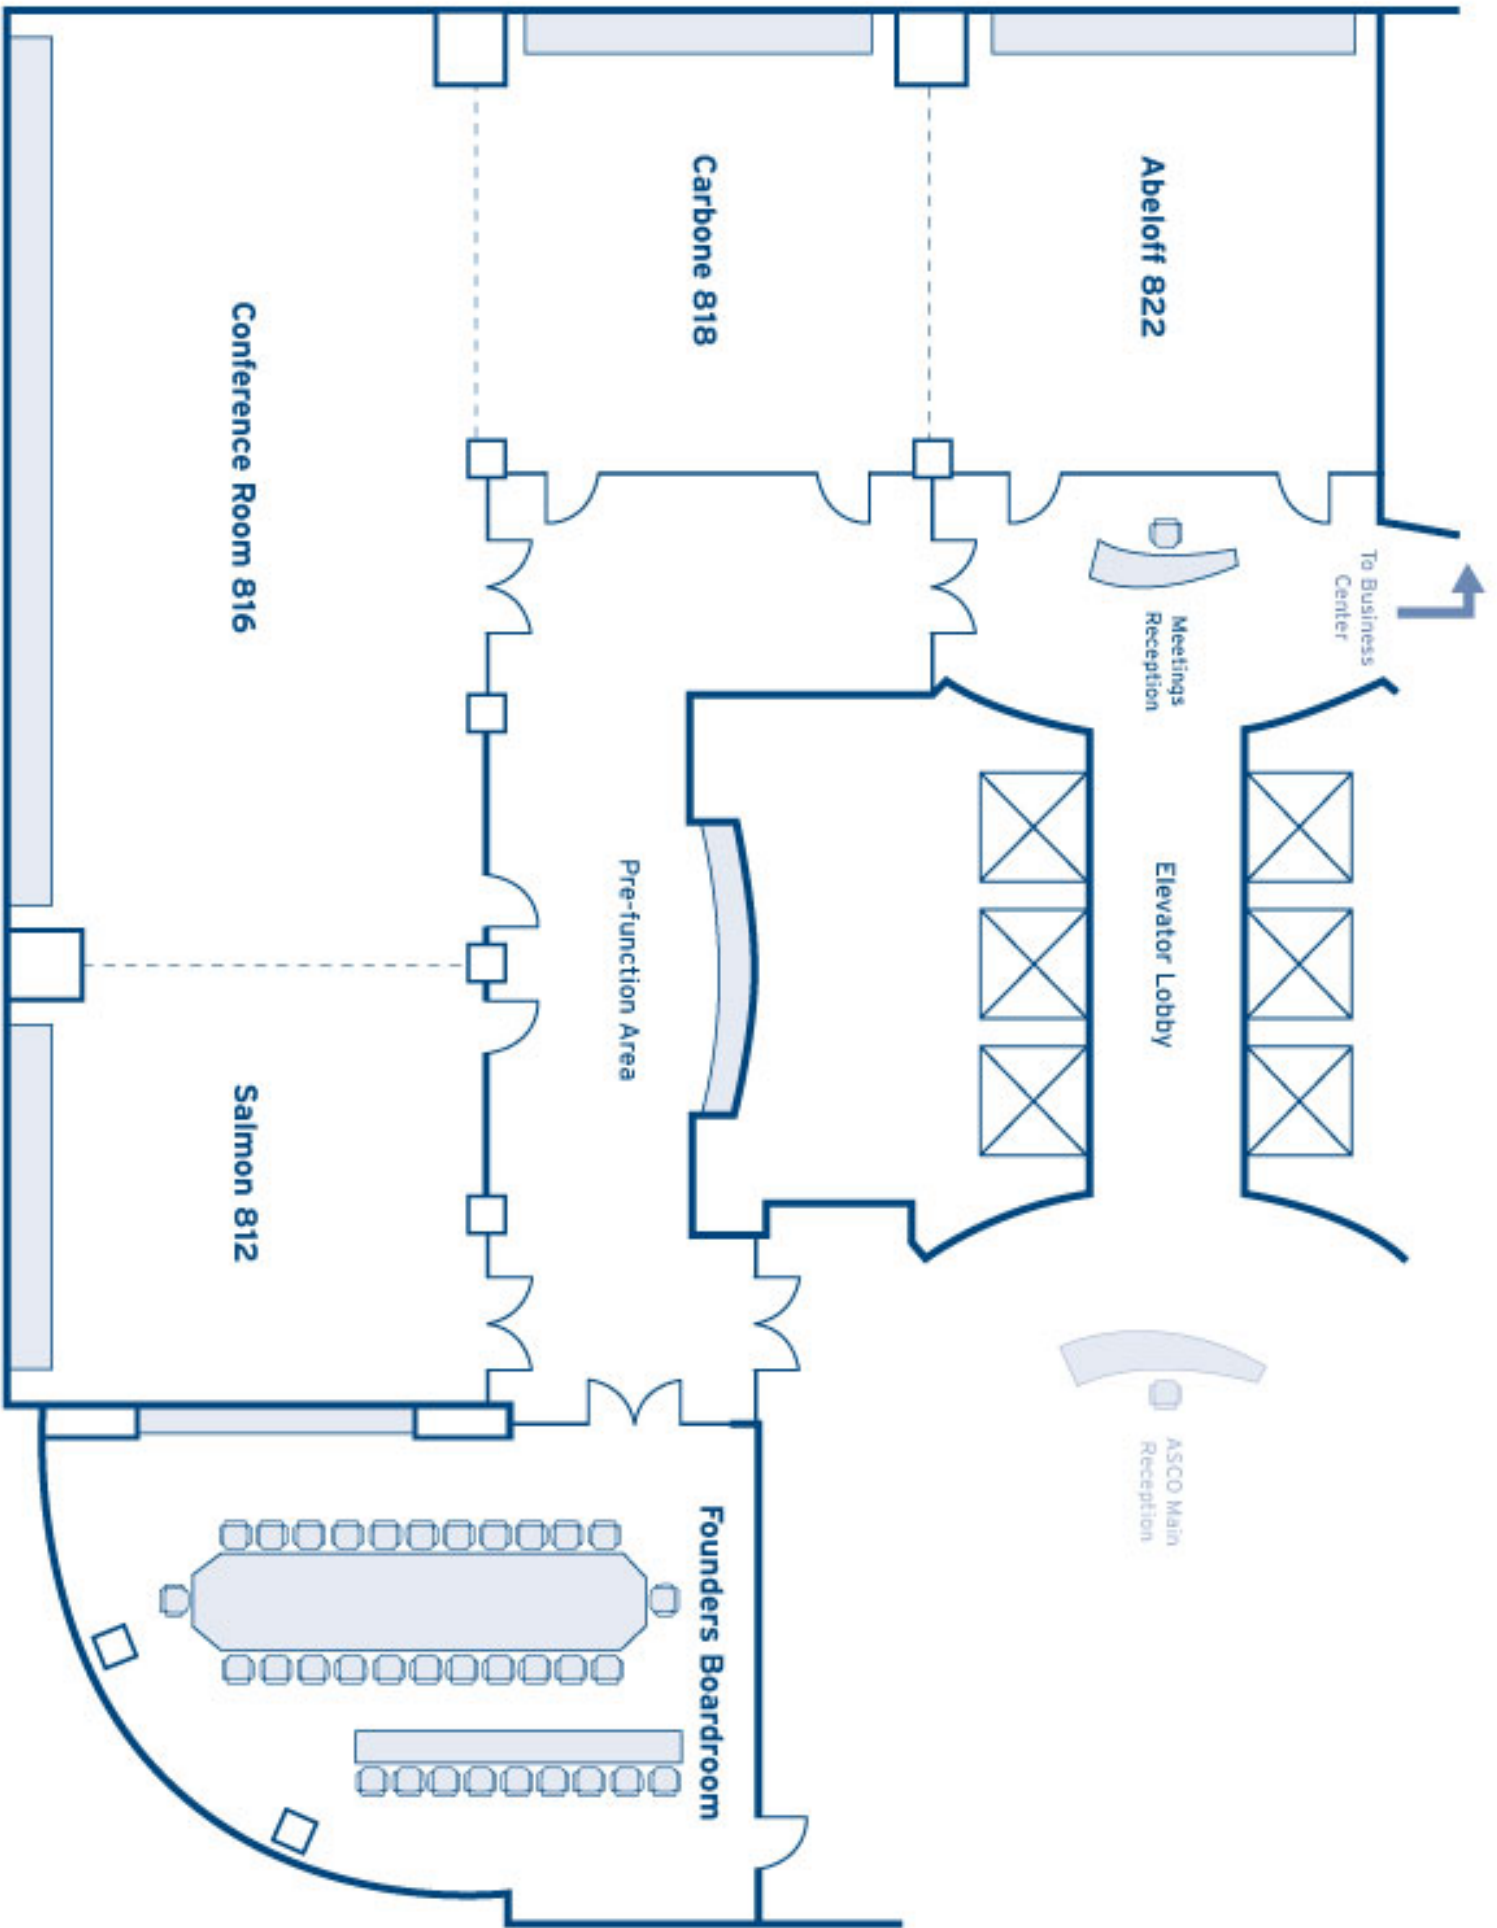 Conference Room 816
Carbone 818
Abeloff 822
To Business
Center
Meetings
Reception
Pre-function Area
Elevator Lobby
Salmon 812
ASCO Main
Reception
Founders Boardroom